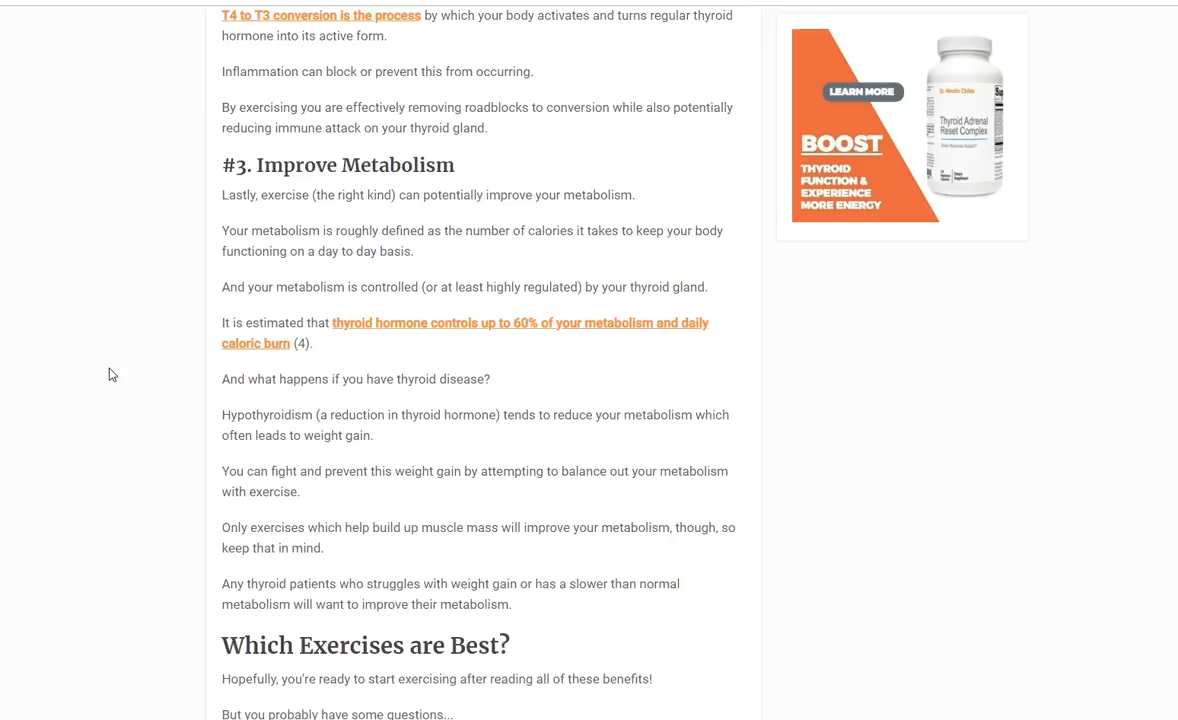 T4 to T3 conversion is the process by which your body activates and turns regular thyroid
hormone into its active form.
Inflammation can block or prevent this from occurring.
By exercising you are effectively removing roadblocks to conversion while also potentially
reducing immune attack on your thyroid gland.
#3. Improve Metabolism
Lastly, exercise (the right kind) can potentially improve your metabolism.
Your metabolism is roughly defined as the number of calories it takes to keep your body
functioning on a day to day basis.
And your metabolism is controlled (or at least highly regulated) by your thyroid gland.
It is estimated that thyroid hormone controls up to 60% of your metabolism and daily
caloric burn (4).
And what happens if you have thyroid disease?
Hypothyroidism (a reduction in thyroid hormone) tends to reduce your metabolism which
often leads to weight gain.
You can fight and prevent this weight gain by attempting to balance out your metabolism
with exercise.
Only exercises which help build up muscle mass will improve your metabolism, though, so
keep that in mind.
Any thyroid patients who struggles with weight gain or has a slower than normal
metabolism will want to improve their metabolism.
Which Exercises are Best?
Hopefully, you're ready to start exercising after reading all of these benefits!
But you probably have some questions...
LEARN MORE
BOOST
THYROID
FUNCTION &
EXPERIENCE
MORE ENERGY
Dr. Westin Childs
Thyroid Adrenal
Reset Complex